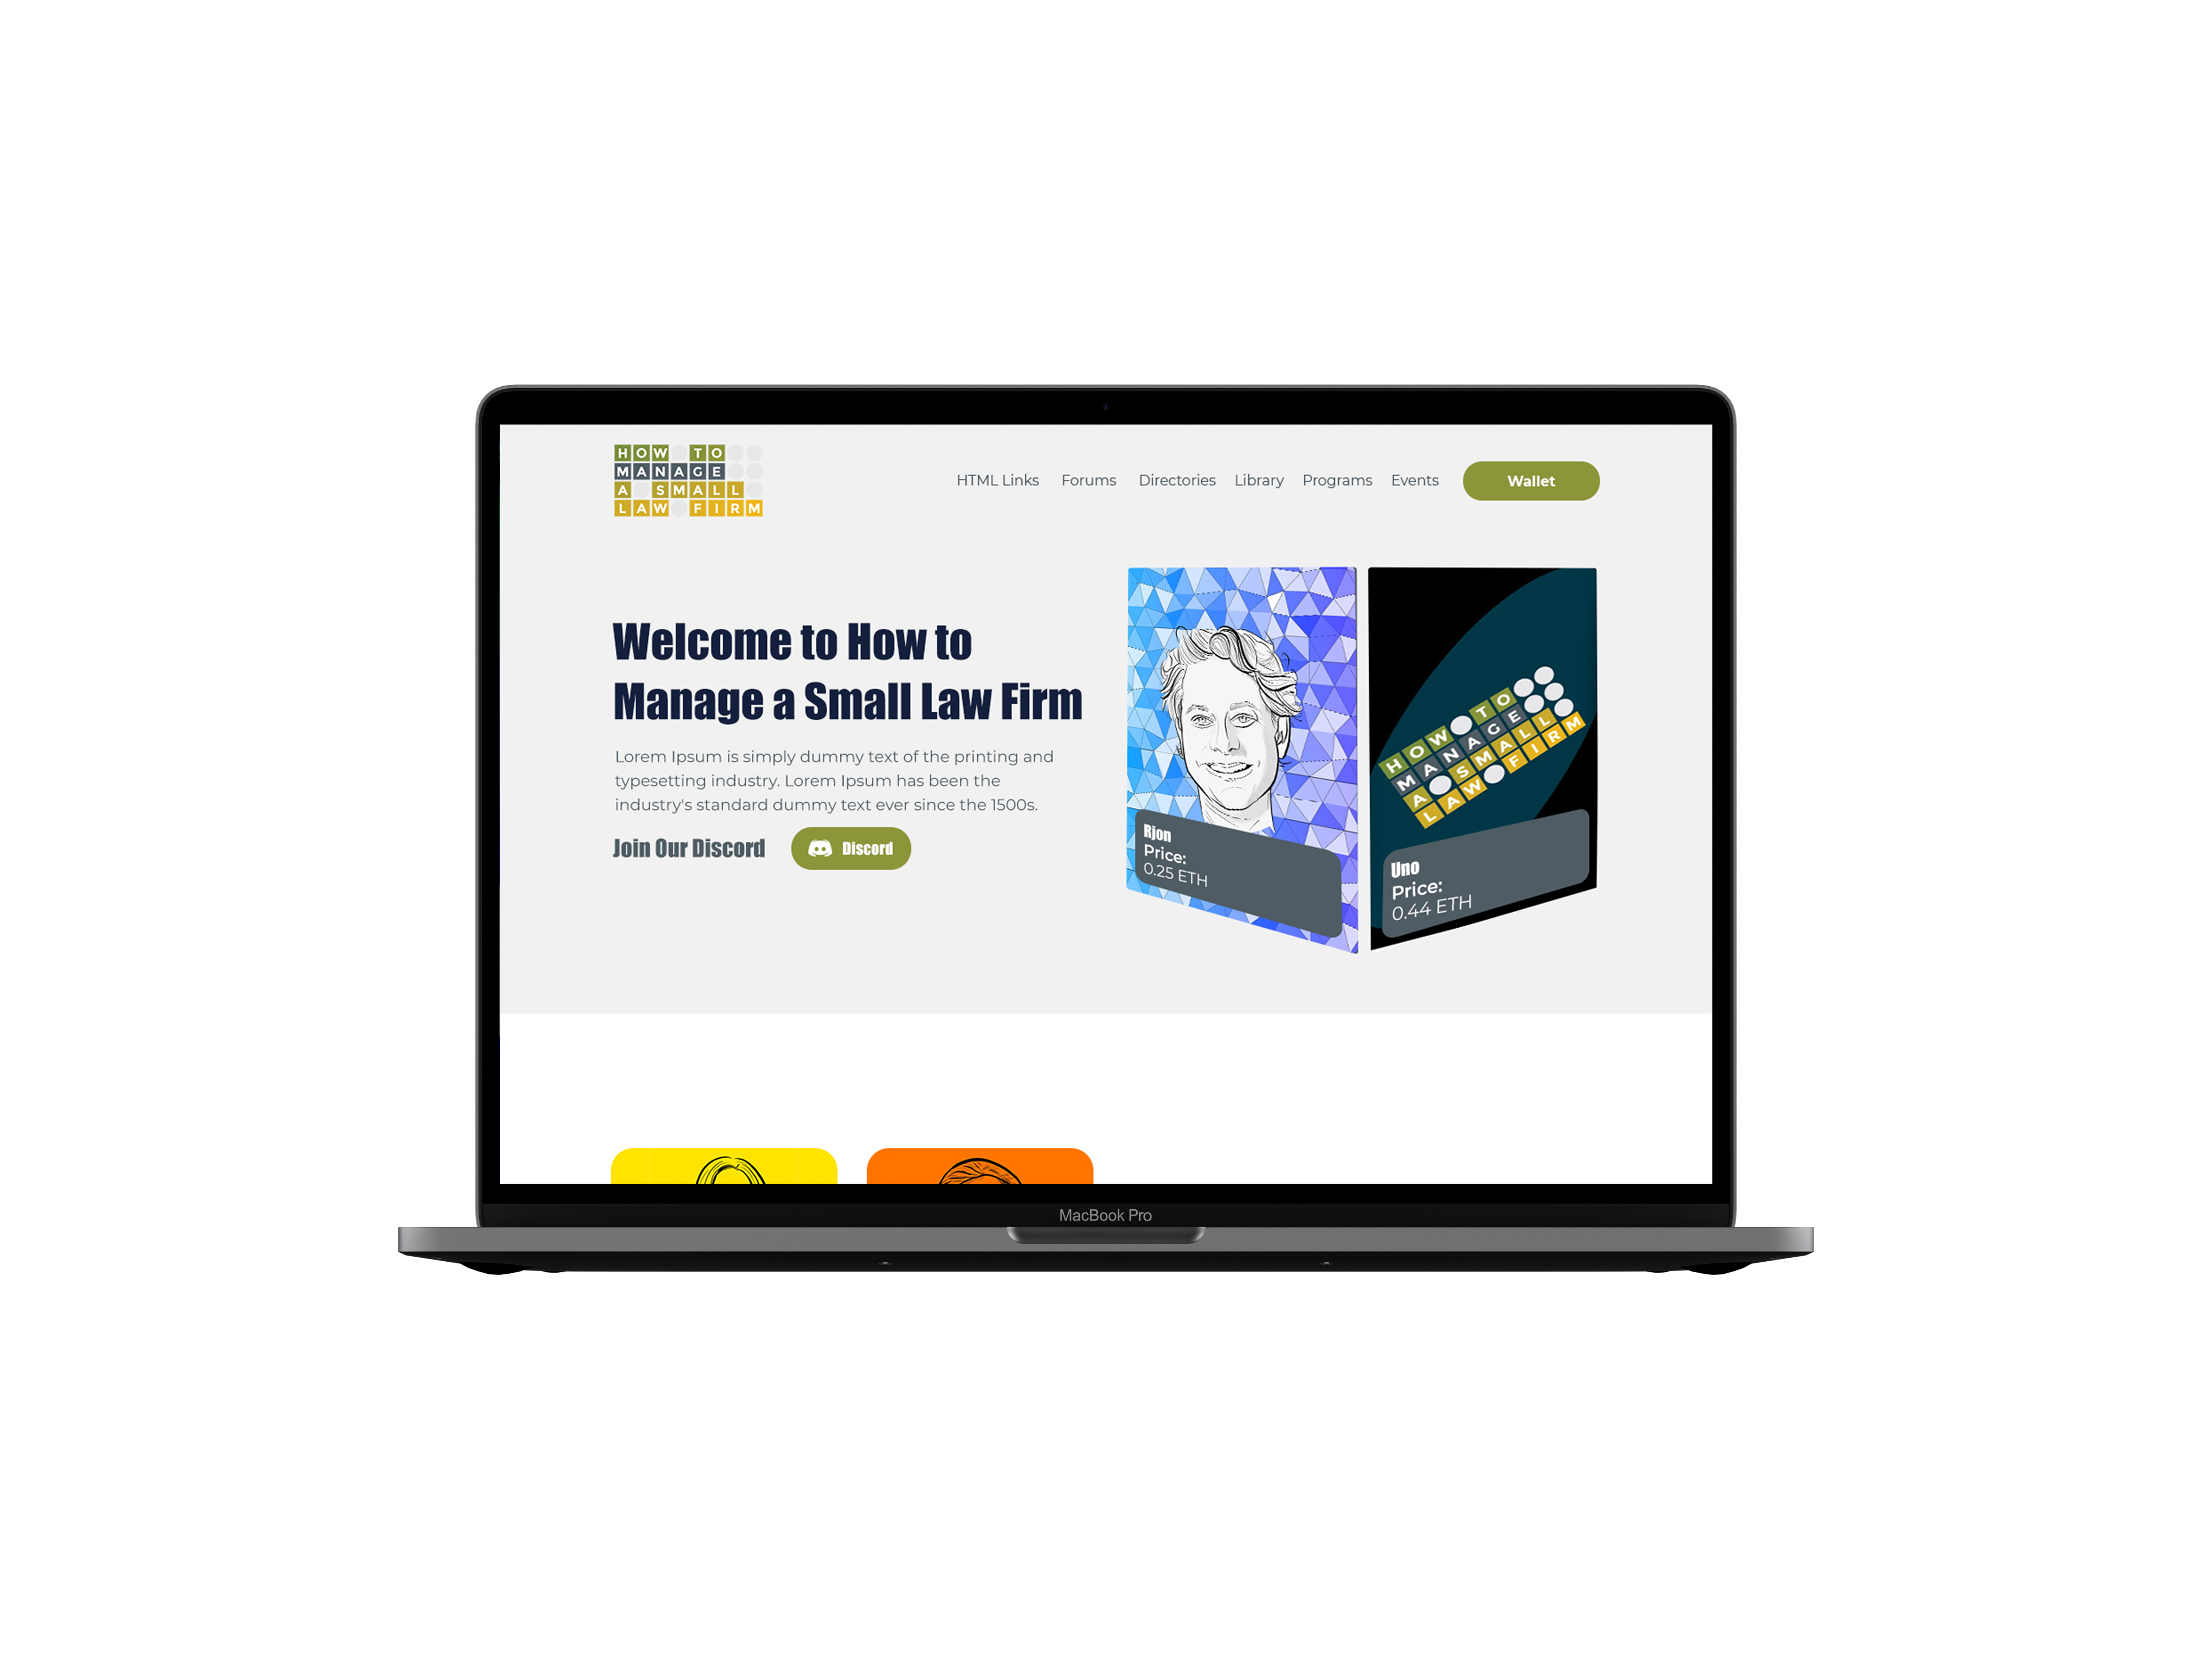 HOW TO
MANAGE
A SMALL
LAW FIRM
HTML Links Forums Directories Library Programs Events Wallet
Welcome to How to
Manage a Small Law Firm
Lorem Ipsum is simply dummy text of the printing and
typesetting industry. Lorem Ipsum has been the
industry's standard dummy text ever since the 1500s.
Join Our Discord Discord
Rjon
Price:
0.25 ETH
HOW TO
MANAGE
A SMALL
LAW FIRM
Uno
Price:
0.44 ETH
MacBook Pro